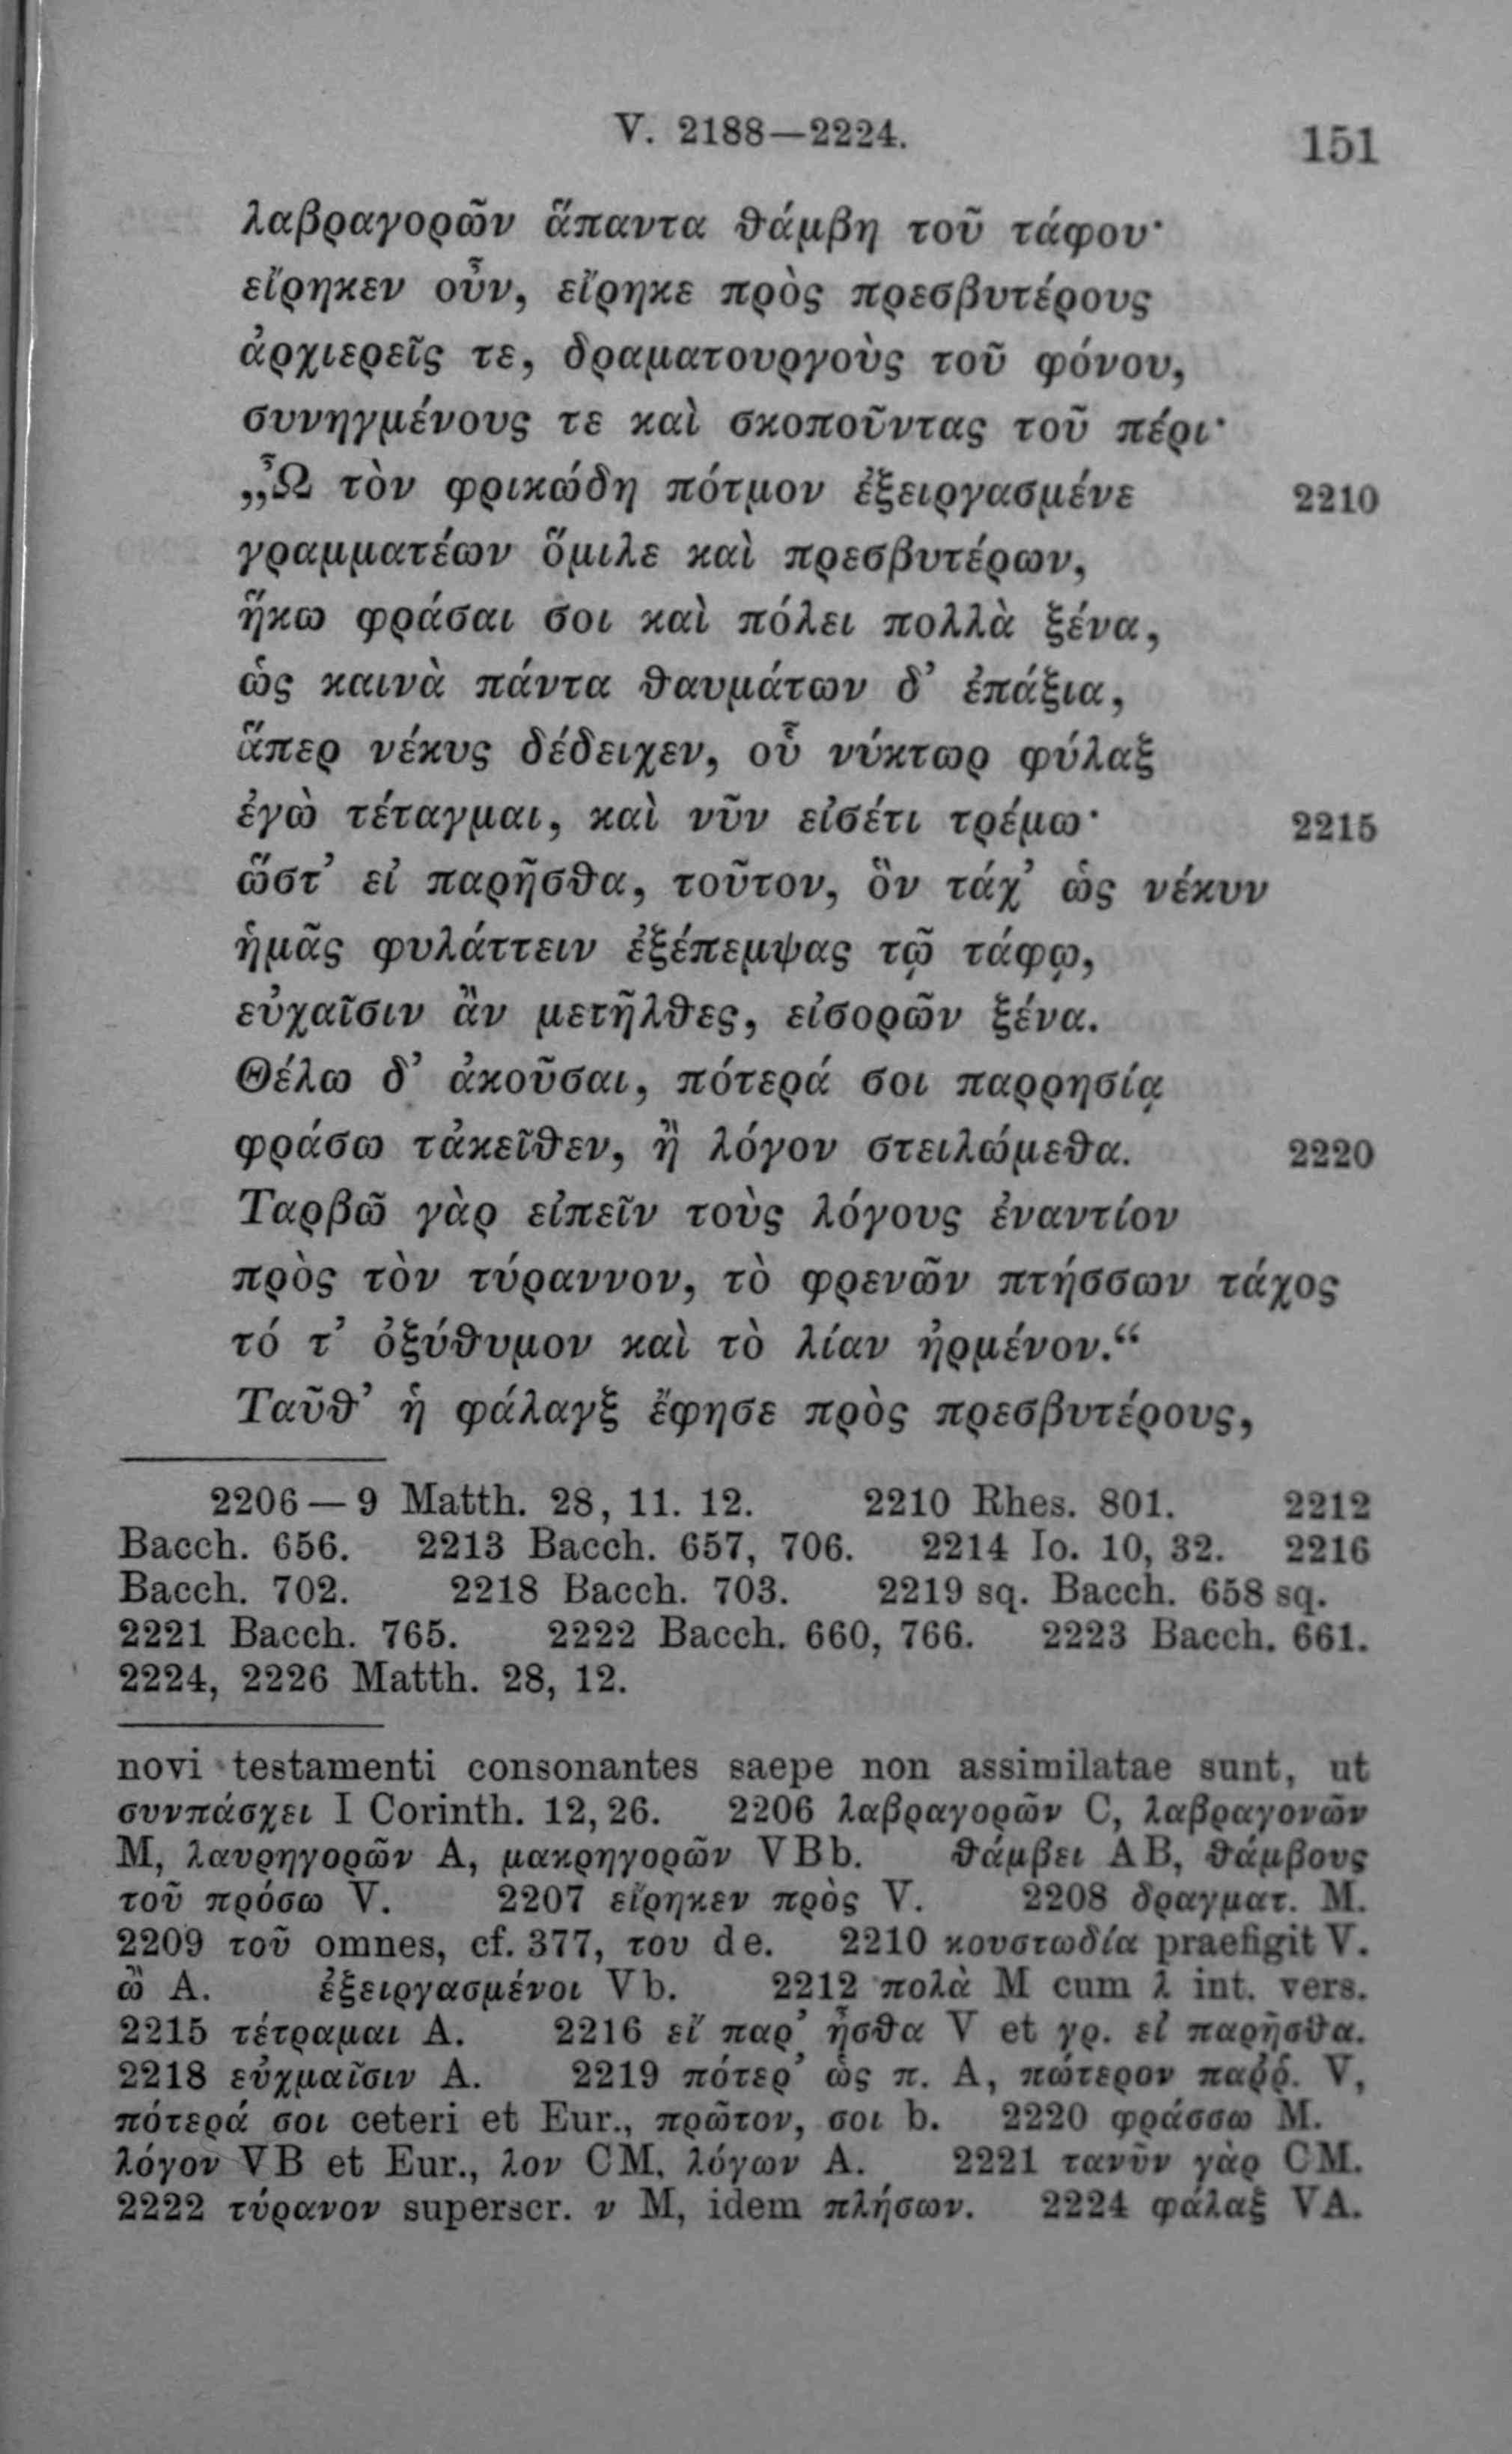 V. 2188—2224.
151
λαβραγορῶν ἅπαντα θάμβη τοῦ τάφου·
εἴρηκεν οὖν, εἴρηκε πρὸς πρεσβυτέρους
ἀρχιερεῖς τε, δραματουργοὺς τοῦ φόνου,
συνηγμένους τε καὶ σκοποῦντας τοῦ πέρι·
„Ὦ τὸν φρικώδη πότμον ἐξειργασμένε 2210
γραμματέων ὅμιλε καὶ πρεσβυτέρων,
ἥκω φράσαι σοι καὶ πόλει πολλὰ ξένα,
ὡς καινὰ πάντα θαυμάτων δ’ ἐπάξια,
ἅπερ νέκυς δέδειχεν, οὗ νύκτωρ φύλαξ
ἐγὼ τέταγμαι, καὶ νῦν εἰσέτι τρέμω· 2215
ὥστ’ εἰ παρῆσθα, τοῦτον, ὃν τάχ’ ὡς νέκυν
ἡμᾶς φυλάττειν ἐξέπεμψας τῷ τάφῳ,
εὐχαῖσιν ἂν μετῆλθες, εἰσορῶν ξένα.
Θέλω δ’ ἀκοῦσαι, πότερά σοι παρρησίᾳ
φράσω τἀκεῖθεν, ἢ λόγον στειλώμεθα. 2220
Ταρβῶ γὰρ εἰπεῖν τοὺς λόγους ἐναντίον
πρὸς τὸν τύραννον, τὸ φρενῶν πτήσσων τάχος
τό τ’ ὀξύθυμον καὶ τὸ λίαν ἠρμένον.“
Ταῦθ’ ἡ φάλαγξ ἔφησε πρὸς πρεσβυτέρους,
2206—9 Matth. 28, 11. 12. 2210 Rhes. 801. 2212
Bacch. 656. 2213 Bacch. 657, 706. 2214 Io. 10, 32. 2216
Bacch. 702. 2218 Bacch. 703. 2219 sq. Bacch. 658 sq.
2221 Bacch. 765. 2222 Bacch. 660, 766. 2223 Bacch. 661.
2224, 2226 Matth. 28, 12.
novi testamenti consonantes saepe non assimilatae sunt, ut
συνπάσχει I Corinth. 12, 26. 2206 λαβραγορῶν C, λαβραγονῶν
M, λαυρηγορῶν A, μακρηγορῶν VBb. θάμβει AB, θάμβους
τοῦ πρόσω V. 2207 εἴρηκεν πρὸς V. 2208 δραγματ. M.
2209 τοῦ omnes, cf. 377, του de. 2210 κουστωδία praefigit V.
ὢ A. ἐξειργασμένοι Vb. 2212 πολὰ M cum λ int. vers.
2215 τέτραμαι A. 2216 εἴ παρ’ ἦσθα V et γρ. εἰ παρῆσθα.
2218 εὐχμαῖσιν A. 2219 πότερ’ ὡς π. A, πώτερον παῤῥ. V,
πότερά σοι ceteri et Eur., πρῶτον, σοι b. 2220 φράσσω M.
λόγον VB et Eur., λον CM, λόγων A. 2221 τανῦν γὰρ CM.
2222 τύρανον superscr. ν M, idem πλήσων. 2224 φάλαξ VA.